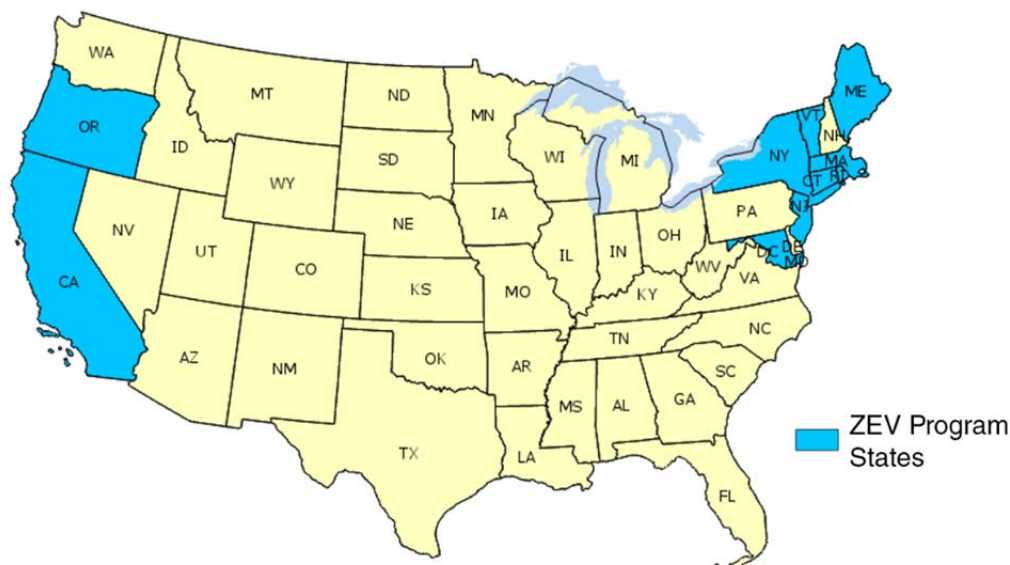 WA
MT
ND
MN
ME
VT
NH
OR
ID
SD
WI
MI
NY
MA
CT
RI
WY
IA
PA
NJ
NV
UT
CO
NE
IL
IN
OH
DE
DC
MD
WV
VA
CA
KS
MO
KY
NC
TN
AZ
NM
OK
AR
SC
MS
AL
GA
ZEV Program
States
TX
LA
FL